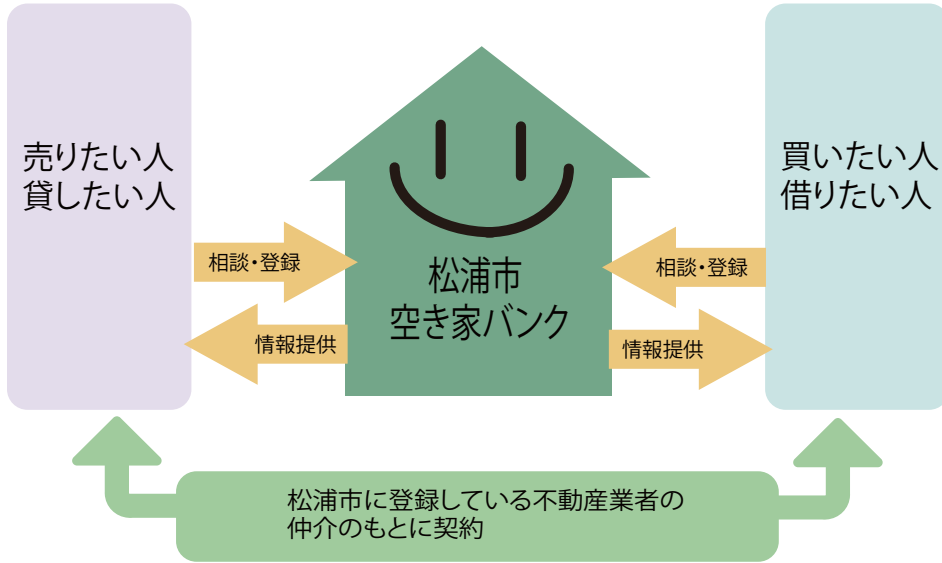 売りたい人
貸したい人
買いたい人
借りたい人
相談・登録
相談・登録
松浦市
空き家バンク
情報提供
情報提供
松浦市に登録している不動産業者の
仲介のもとに契約